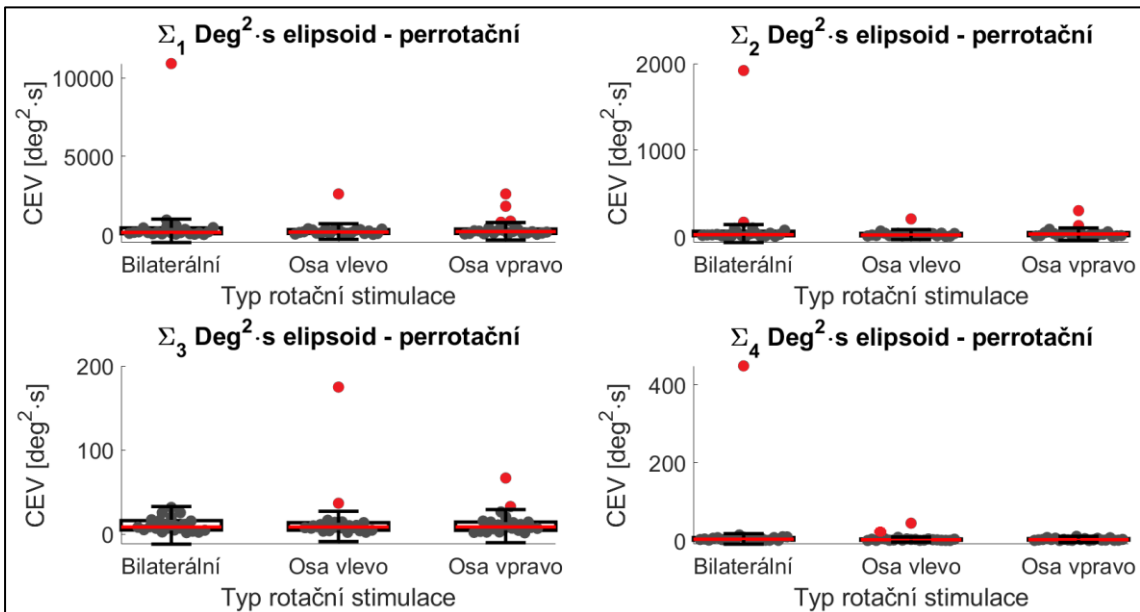 Σ₁ Deg²·s elipsoid - perrotační
CEV [deg²·s]
10000
5000
0
Bilaterální Osa vlevo Osa vpravo
Typ rotační stimulace
Σ₂ Deg²·s elipsoid - perrotační
CEV [deg²·s]
2000
1000
0
Bilaterální Osa vlevo Osa vpravo
Typ rotační stimulace
Σ₃ Deg²·s elipsoid - perrotační
CEV [deg²·s]
200
100
0
Bilaterální Osa vlevo Osa vpravo
Typ rotační stimulace
Σ₄ Deg²·s elipsoid - perrotační
CEV [deg²·s]
400
200
0
Bilaterální Osa vlevo Osa vpravo
Typ rotační stimulace